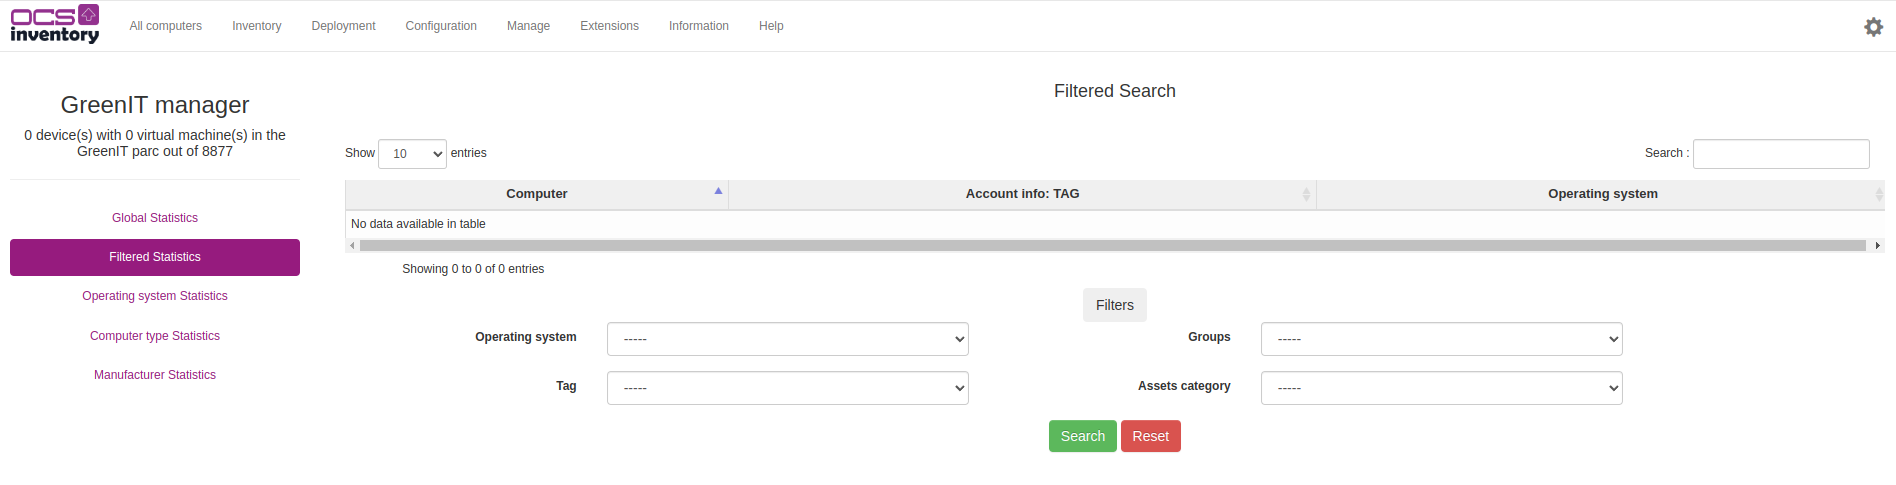 OCS
inventory
All computers Inventory Deployment Configuration Manage Extensions Information Help
GreenIT manager
0 device(s) with 0 virtual machine(s) in the
GreenIT parc out of 8877
Global Statistics
Filtered Statistics
Operating system Statistics
Computer type Statistics
Manufacturer Statistics
Filtered Search
Show 10 entries Search :
Computer Account info: TAG Operating system
No data available in table
Showing 0 to 0 of 0 entries
Filters
Operating system ----- Groups -----
Tag ----- Assets category -----
Search Reset